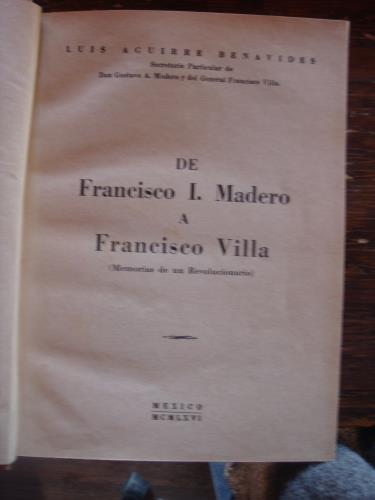 LUIS AGUIRRE BENAVIDES
Secretario Particular de
Don Gustavo A. Madero y del General Francisco Villa.
DE
Francisco I. Madero
A
Francisco Villa
(Memorias de un Revolucionario)
MEXICO
MCMLXVI